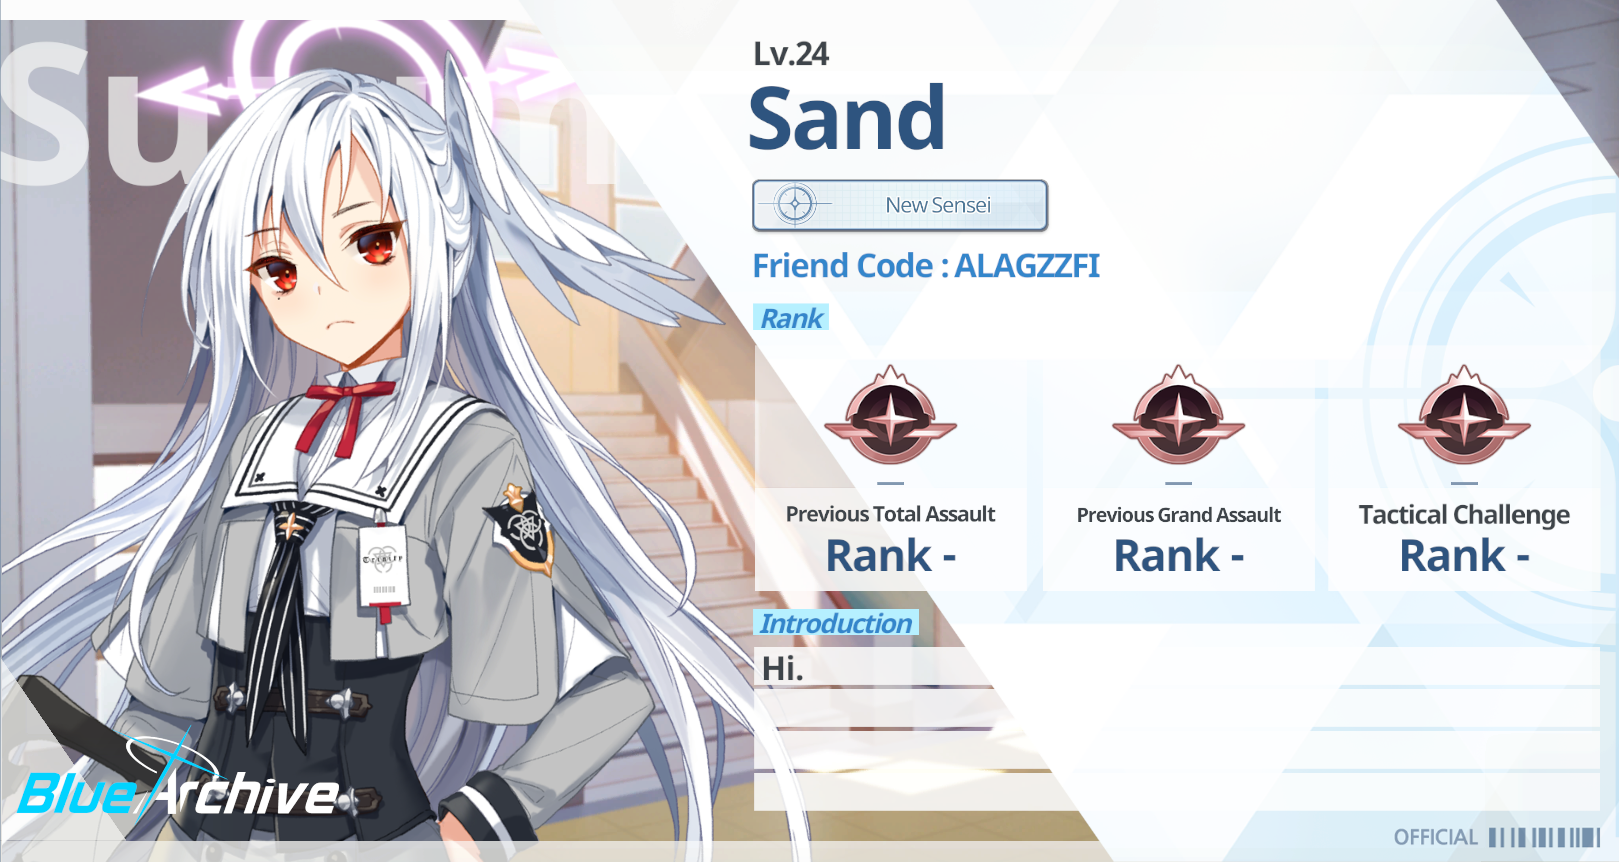 Lv.24
Sand
New Sensei
Friend Code : ALAGZZFI
Rank
Previous Total Assault
Rank -
Previous Grand Assault
Rank -
Tactical Challenge
Rank -
Introduction
Hi.
Blue Archive
OFFICIAL